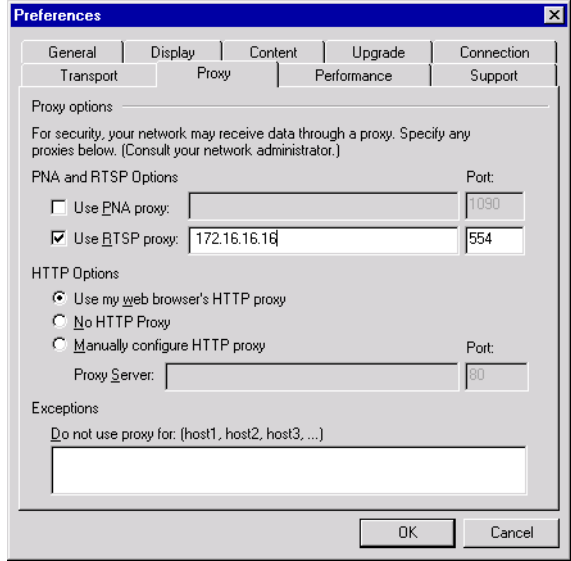 Preferences
General Display Content Upgrade Connection
Transport Proxy Performance Support
Proxy options
For security, your network may receive data through a proxy. Specify any
proxies below. (Consult your network administrator.)
PNA and RTSP Options Port:
Use PNA proxy: 1090
Use RTSP proxy: 172.16.16.16 554
HTTP Options
Use my web browser's HTTP proxy
No HTTP Proxy
Manually configure HTTP proxy Port:
Proxy Server: 80
Exceptions
Do not use proxy for: (host1, host2, host3, ...)
OK Cancel